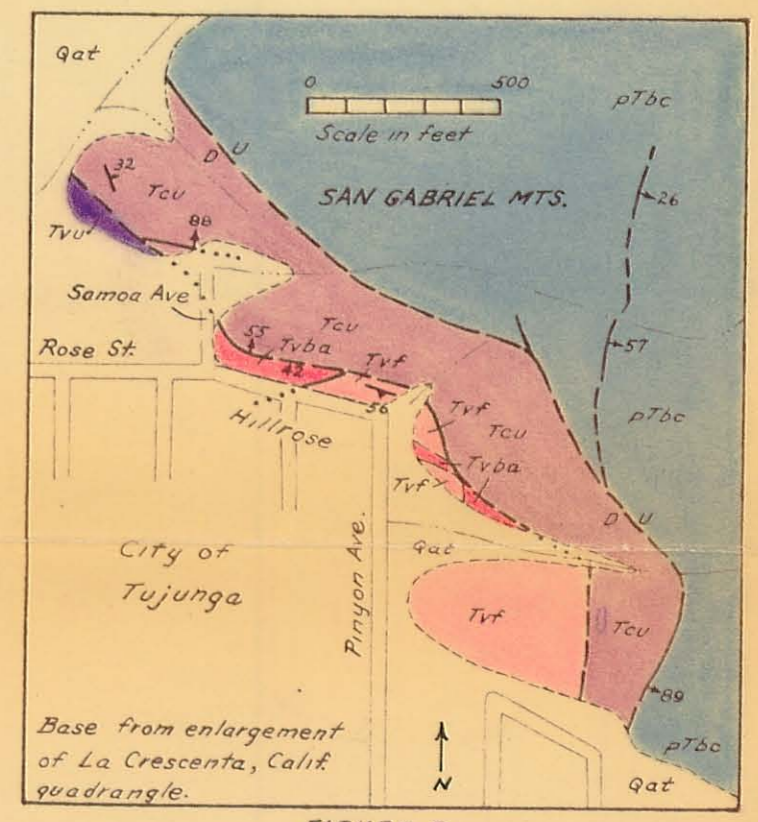 Qat
0 500
Scale in feet
pTbc
SAN GABRIEL MTS.
D U
32
Tcu
88
Tvu
26
Samoa Ave
Tcu
55
Tvba
Tvf
57
Rose St.
42
56
Hillrose
pTbc
Tvf
Tcu
Tvba
Tvf
D U
City of
Tujunga
Qat
Pinyon Ave.
Tvf
Tcu
89
Base from enlargement
of La Crescenta, Calif.
quadrangle.
N
pTbc
Qat